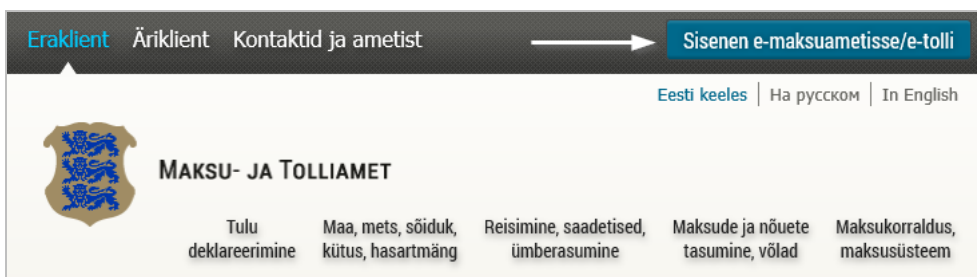 Eraklient Äriklient Kontaktid ja ametist Sisenen e-maksuametisse/e-tolli
Eesti keeles | На русском | In English
MAKSU- JA TOLLIAMET
Tulu deklareerimine
Maa, mets, sõiduk, kütus, hasartmäng
Reisimine, saadetised, ümberasumine
Maksude ja nõuete tasumine, võlad
Maksukorraldus, maksusüsteem